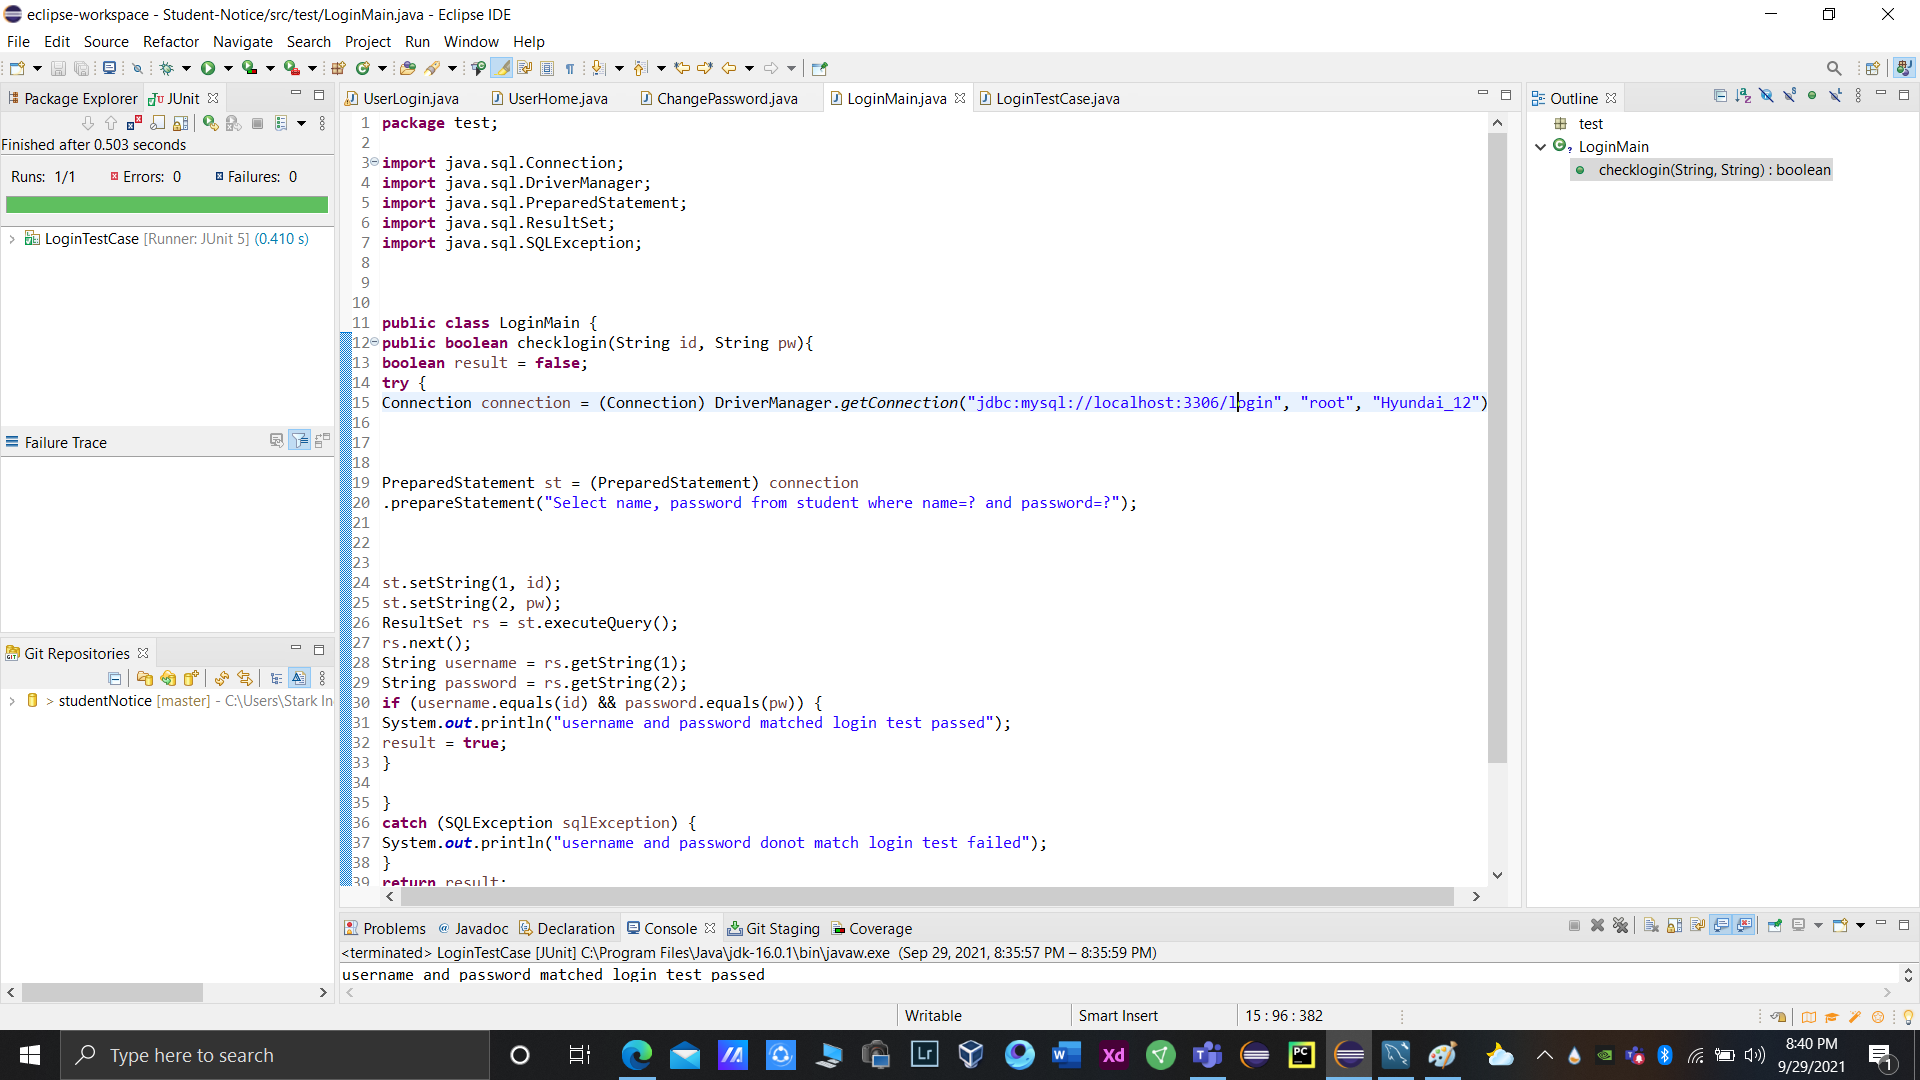 eclipse-workspace - Student-Notice/src/test/LoginMain.java - Eclipse IDE
File Edit Source Refactor Navigate Search Project Run Window Help
Package Explorer JUnit
Finished after 0.503 seconds
Runs: 1/1 Errors: 0 Failures: 0
LoginTestCase [Runner: JUnit 5] (0.410 s)
Failure Trace
Git Repositories
> studentNotice [master] - C:\Users\Stark In
UserLogin.java UserHome.java ChangePassword.java LoginMain.java LoginTestCase.java
1 package test;
2
3 import java.sql.Connection;
4 import java.sql.DriverManager;
5 import java.sql.PreparedStatement;
6 import java.sql.ResultSet;
7 import java.sql.SQLException;
8
9
10
11 public class LoginMain {
12 public boolean checklogin(String id, String pw){
13 boolean result = false;
14 try {
15 Connection connection = (Connection) DriverManager.getConnection("jdbc:mysql://localhost:3306/login", "root", "Hyundai_12")
16
17
18
19 PreparedStatement st = (PreparedStatement) connection
20 .prepareStatement("Select name, password from student where name=? and password=?");
21
22
23
24 st.setString(1, id);
25 st.setString(2, pw);
26 ResultSet rs = st.executeQuery();
27 rs.next();
28 String username = rs.getString(1);
29 String password = rs.getString(2);
30 if (username.equals(id) && password.equals(pw)) {
31 System.out.println("username and password matched login test passed");
32 result = true;
33 }
34
35 }
36 catch (SQLException sqlException) {
37 System.out.println("username and password donot match login test failed");
38 }
39 return result;
Outline
test
LoginMain
checklogin(String, String) : boolean
Problems @ Javadoc Declaration Console Git Staging Coverage
<terminated> LoginTestCase [JUnit] C:\Program Files\Java\jdk-16.0.1\bin\javaw.exe (Sep 29, 2021, 8:35:57 PM – 8:35:59 PM)
username and password matched login test passed
Writable Smart Insert 15 : 96 : 382
Type here to search
Lr
Xd
PC
8:40 PM
9/29/2021
1